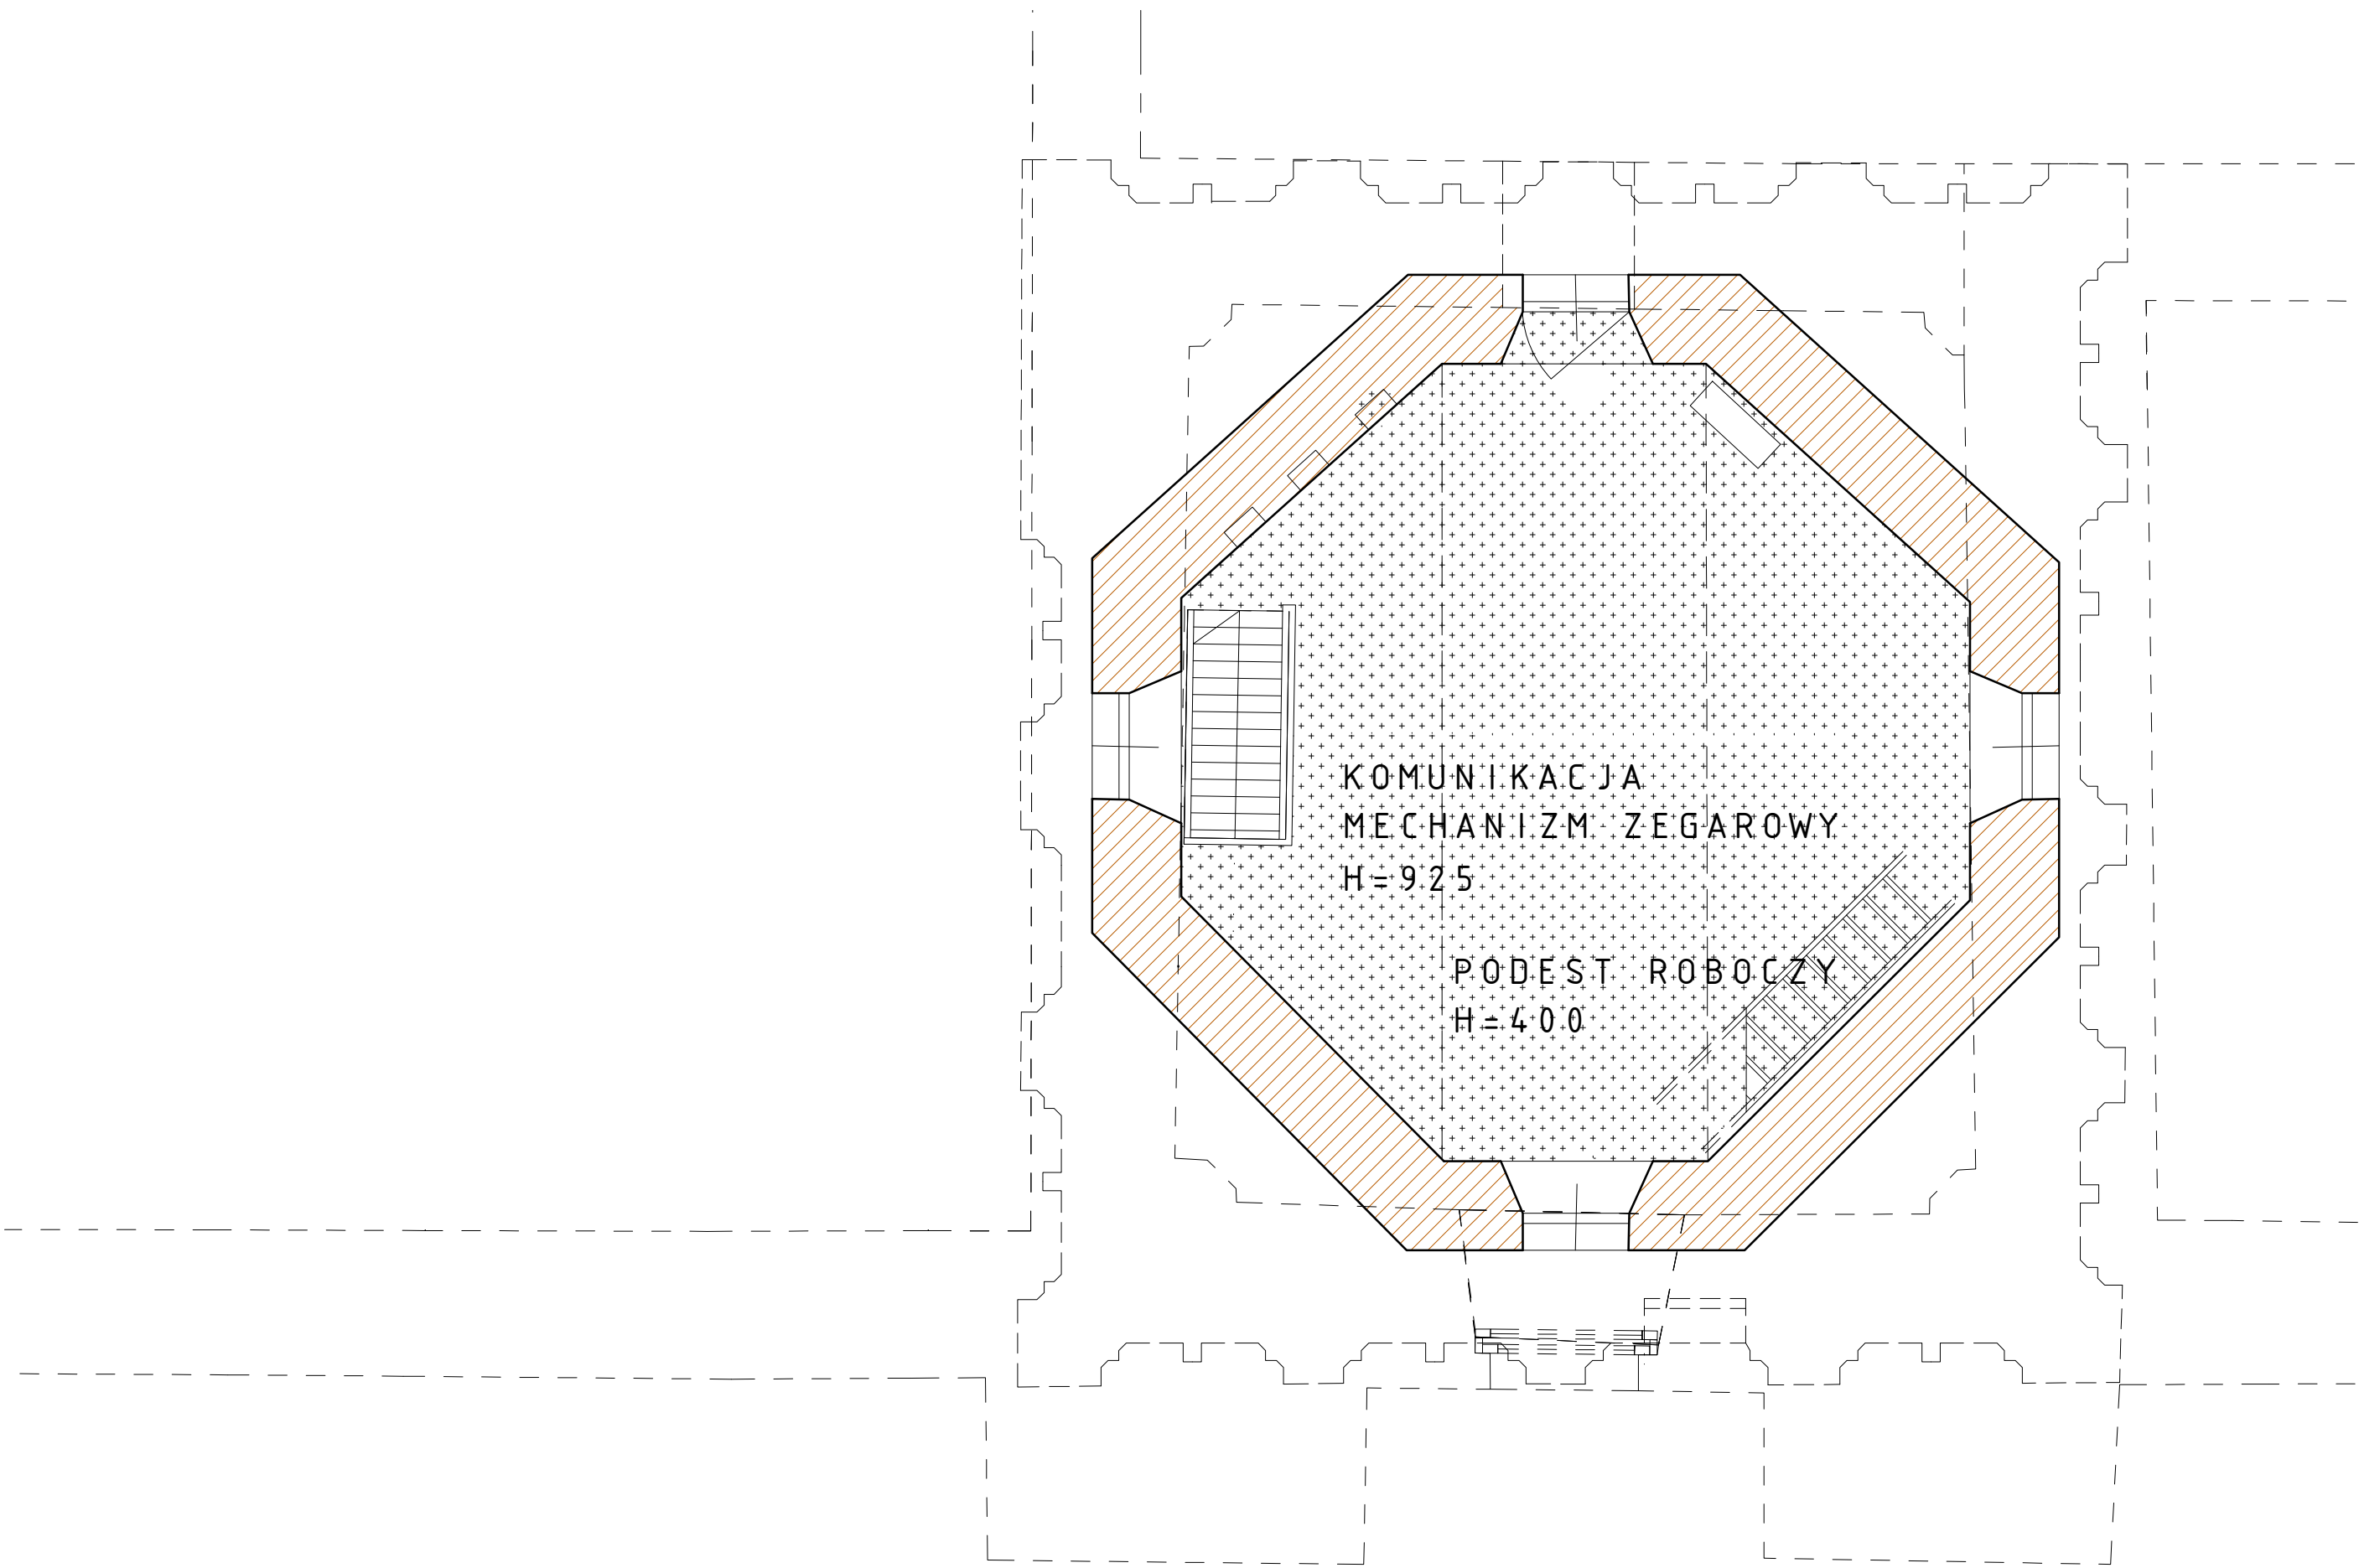 KOMUNIKACJA
MECHANIZM ZEGAROWY
H=925
PODEST ROBOCZY
H=400